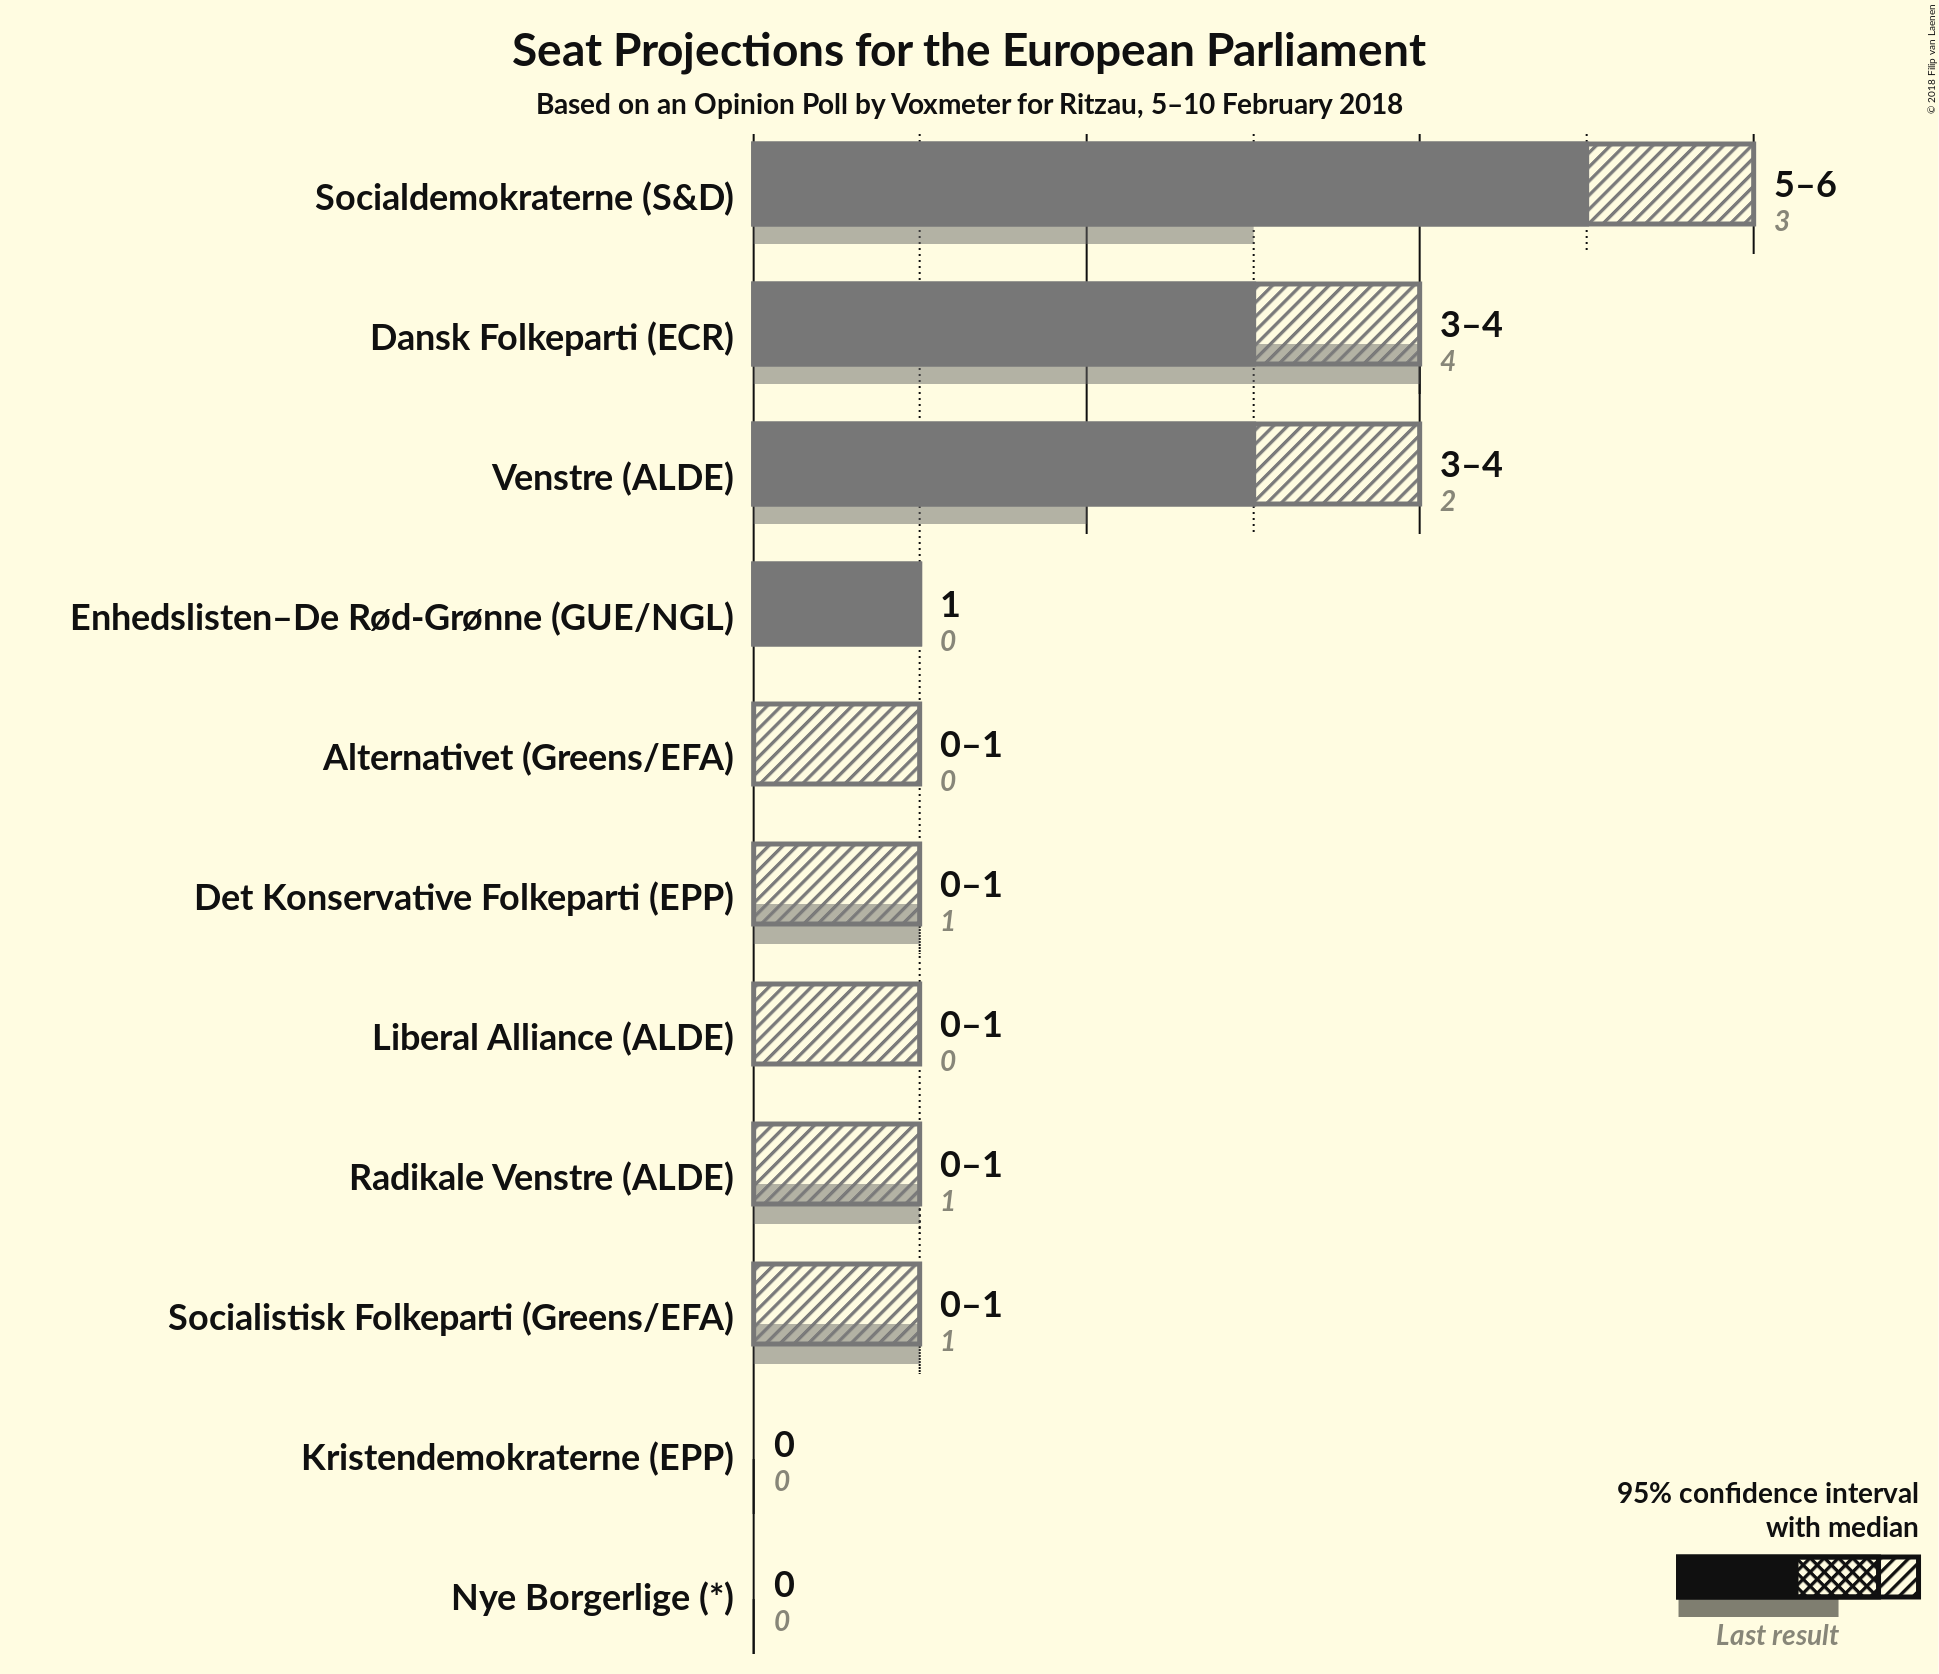 Seat Projections for the European Parliament
Based on an Opinion Poll by Voxmeter for Ritzau, 5–10 February 2018
© 2018 Filip van Laenen
Socialdemokraterne (S&D)
5–6
3
Dansk Folkeparti (ECR)
3–4
4
Venstre (ALDE)
3–4
2
Enhedslisten–De Rød-Grønne (GUE/NGL)
1
0
Alternativet (Greens/EFA)
0–1
0
Det Konservative Folkeparti (EPP)
0–1
1
Liberal Alliance (ALDE)
0–1
0
Radikale Venstre (ALDE)
0–1
1
Socialistisk Folkeparti (Greens/EFA)
0–1
1
Kristendemokraterne (EPP)
0
0
Nye Borgerlige (*)
0
0
95% confidence interval
with median
Last result